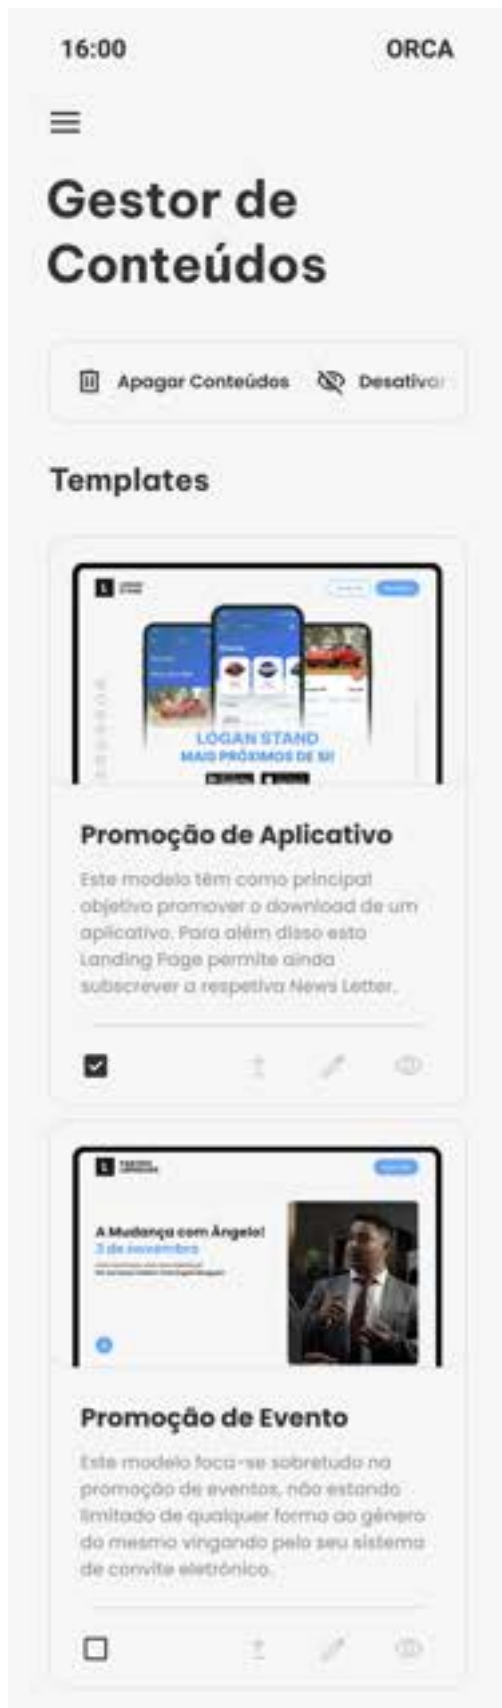 16:00 ORCA
Gestor de
Conteúdos
Apagar Conteúdos Desativar
Templates
LOGAN STAND
MAIS PRÓXIMOS DE SI!
Promoção de Aplicativo
Este modelo têm como principal
objetivo promover o download de um
aplicativo. Para além disso esta
Landing Page permite ainda
subscrever a respetiva News Letter.
L
A Mudança com Ângelo!
3 de novembro
Promoção de Evento
Este modelo foca-se sobretudo na
promoção de eventos, não estando
limitado de qualquer forma ao género
do mesmo vingando pelo seu sistema
de convite eletrónico.